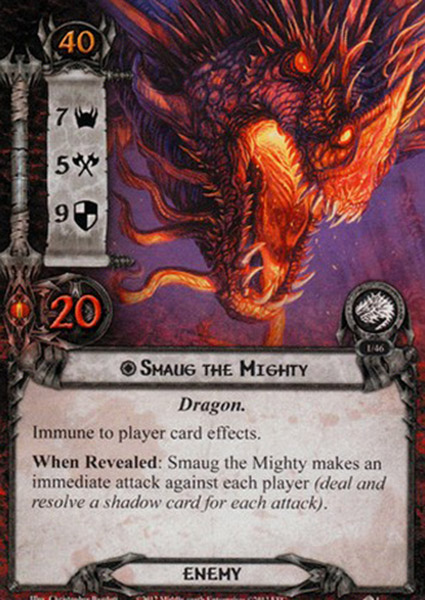 40
7
5
9
20
1/46
SMAUG THE MIGHTY
Dragon.
Immune to player card effects.
When Revealed: Smaug the Mighty makes an
immediate attack against each player (deal and
resolve a shadow card for each attack).
ENEMY